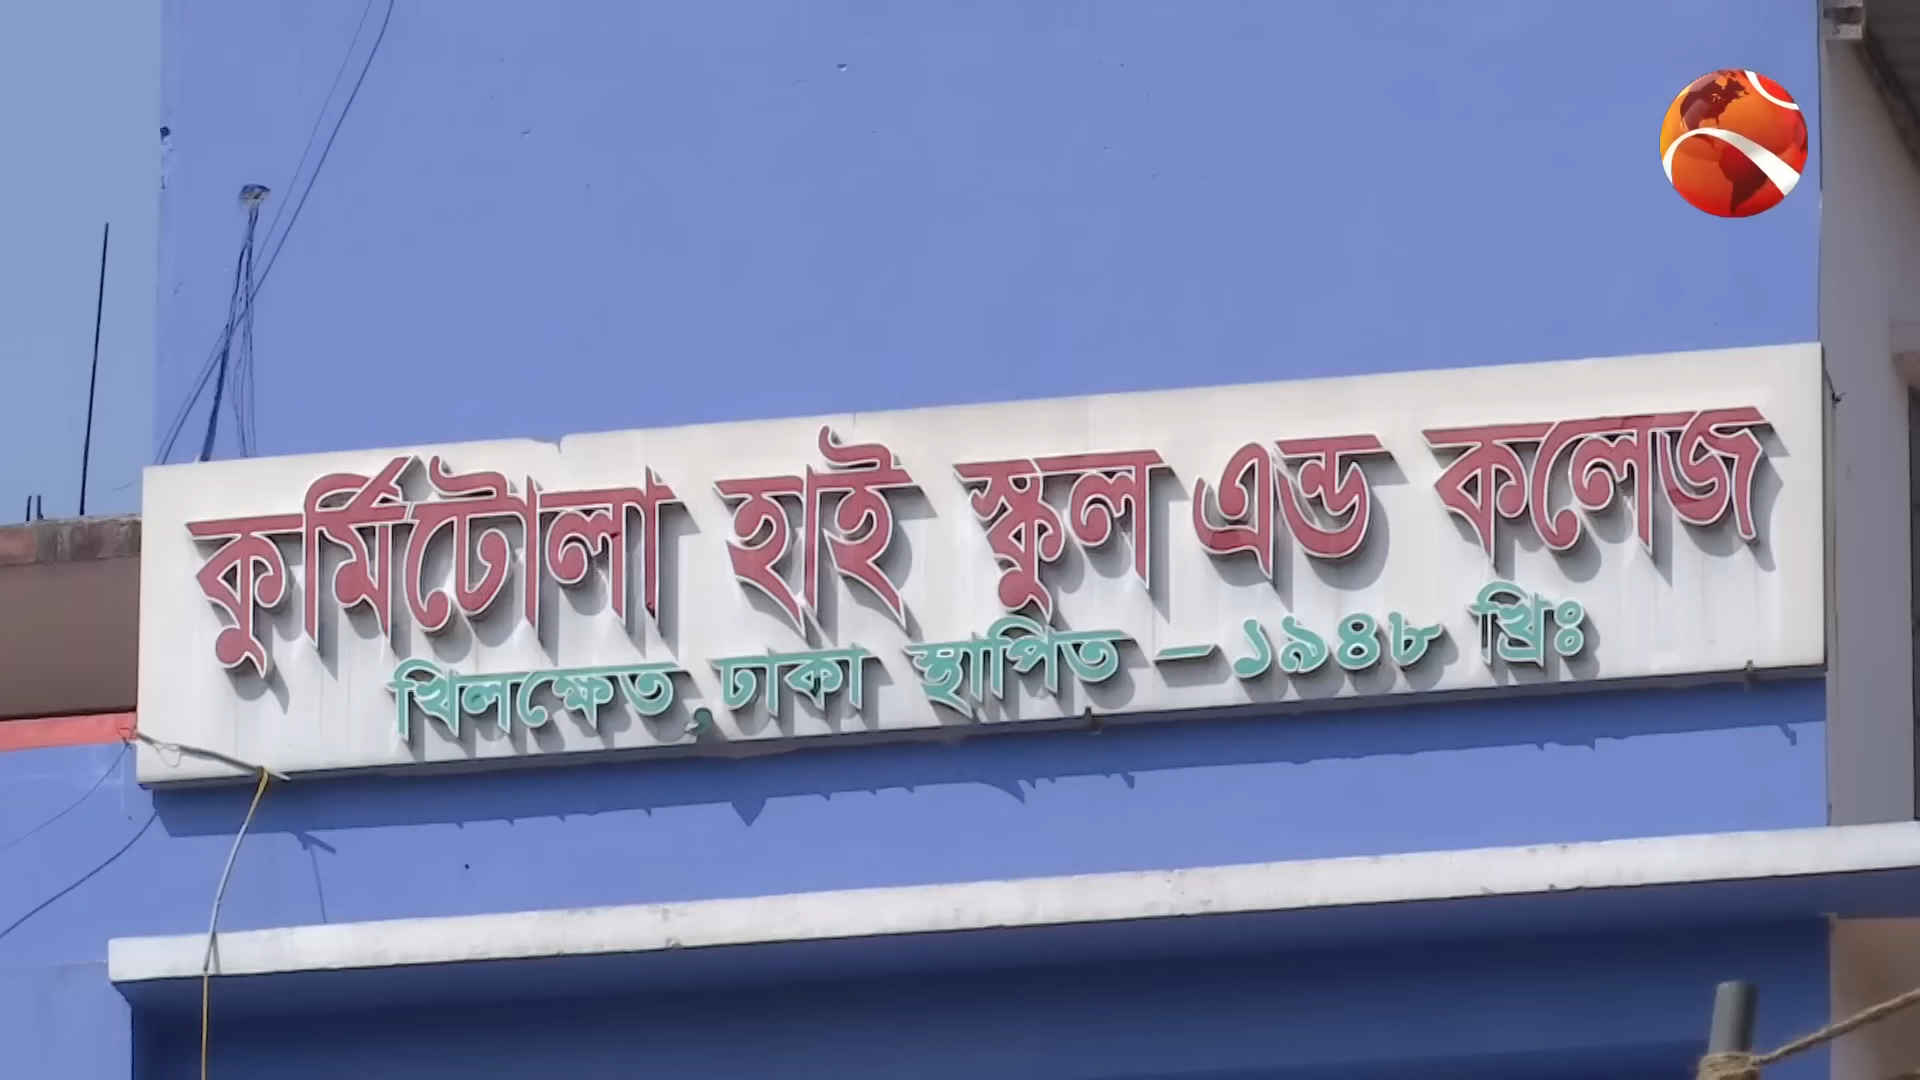 কুর্মিটোলা হাই স্কুল এন্ড কলেজ
খিলক্ষেত, ঢাকা স্থাপিত – ১৯৪৮ খ্রিঃ